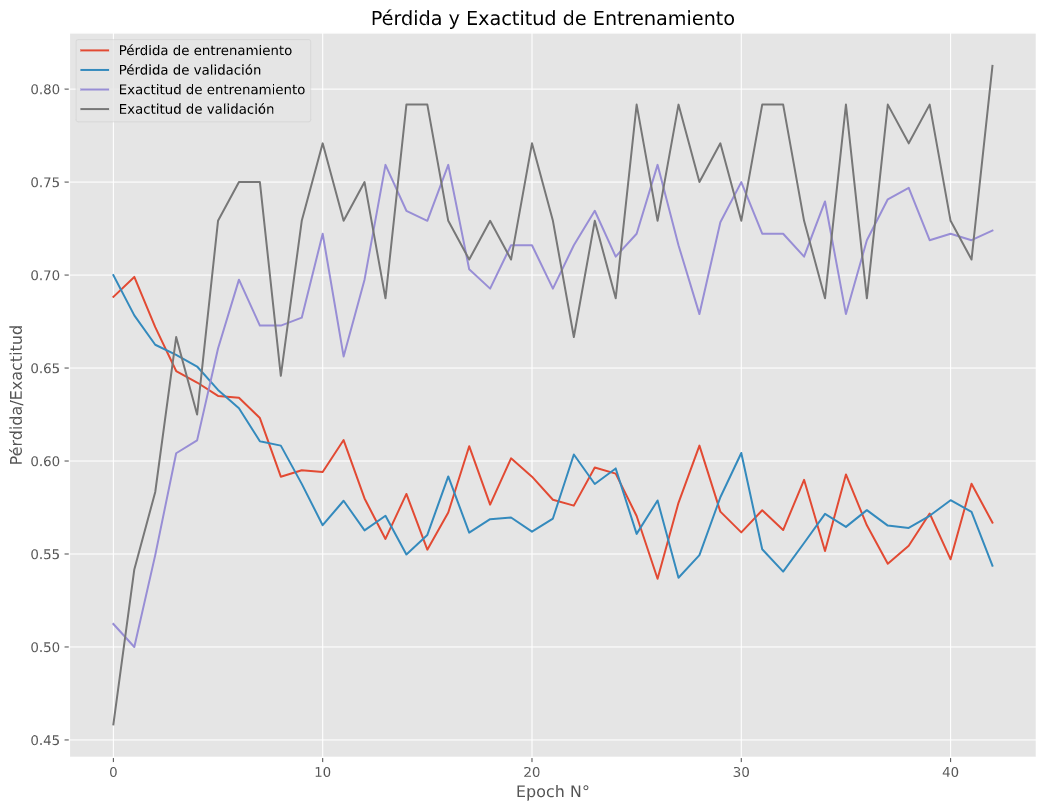 Pérdida y Exactitud de Entrenamiento
Pérdida de entrenamiento
Pérdida de validación
Exactitud de entrenamiento
Exactitud de validación
Pérdida/Exactitud
0.80
0.75
0.70
0.65
0.60
0.55
0.50
0.45
0 10 20 30 40
Epoch N°